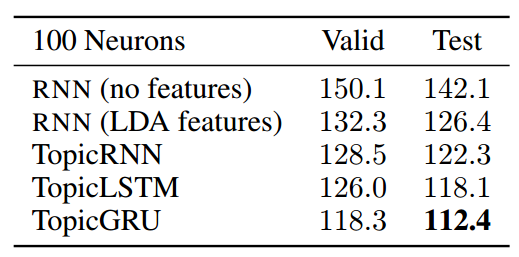 100 Neurons Valid Test
RNN (no features) 150.1 142.1
RNN (LDA features) 132.3 126.4
TopicRNN 128.5 122.3
TopicLSTM 126.0 118.1
TopicGRU 118.3 112.4